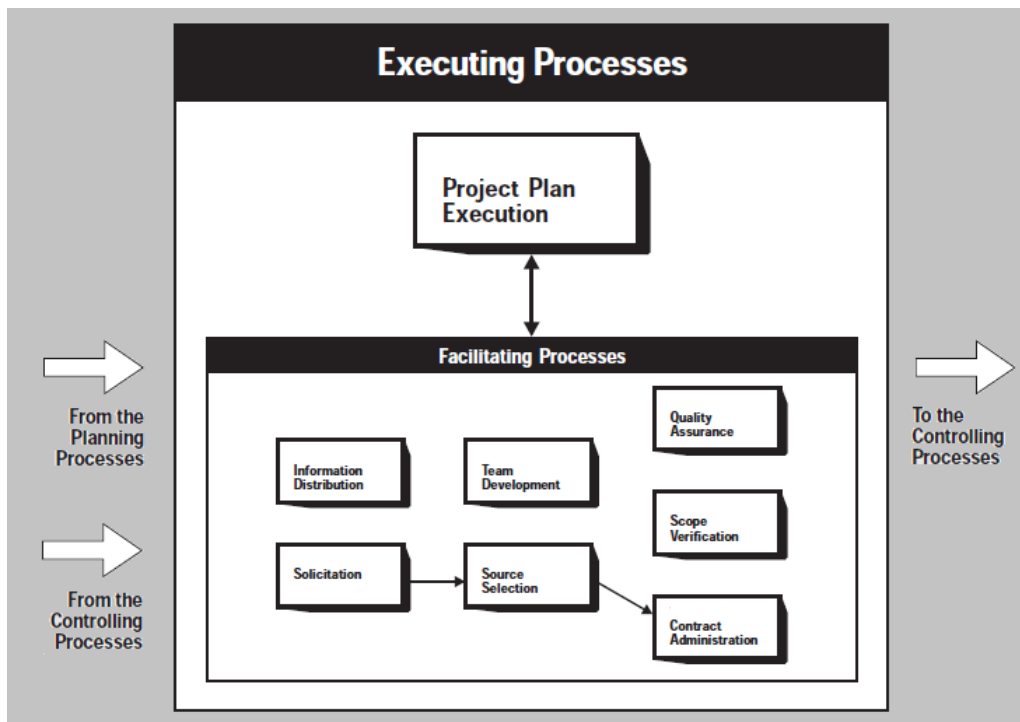 Executing Processes
Project Plan
Execution
Facilitating Processes
From the
Planning
Processes
From the
Controlling
Processes
Information
Distribution
Team
Development
Quality
Assurance
Scope
Verification
Solicitation
Source
Selection
Contract
Administration
To the
Controlling
Processes